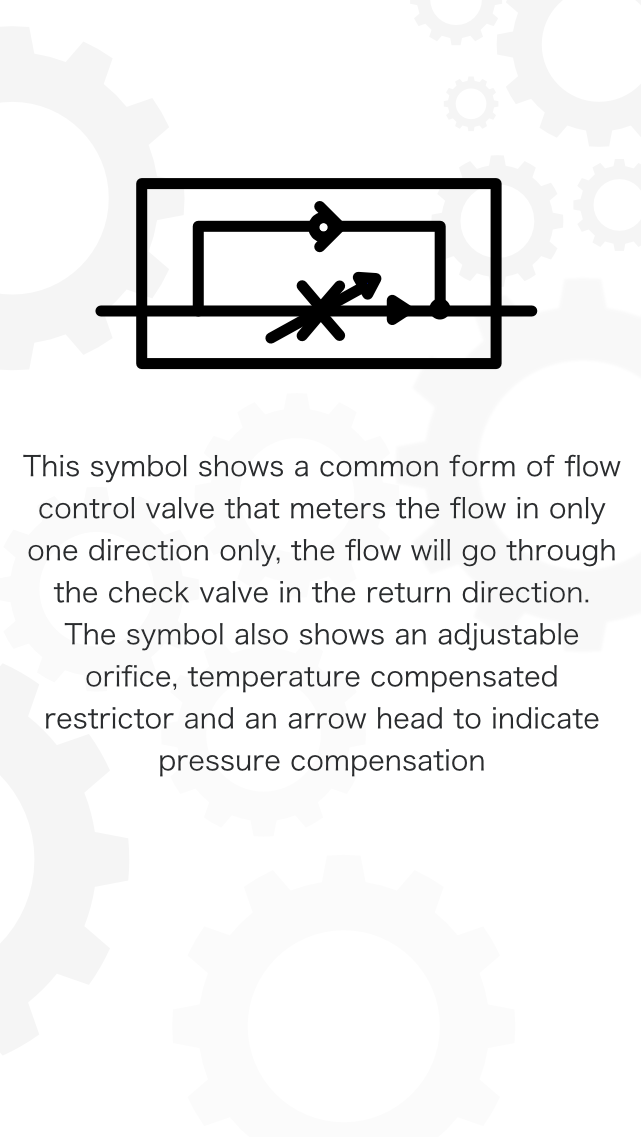 This symbol shows a common form of flow
control valve that meters the flow in only
one direction only, the flow will go through
the check valve in the return direction.
The symbol also shows an adjustable
orifice, temperature compensated
restrictor and an arrow head to indicate
pressure compensation